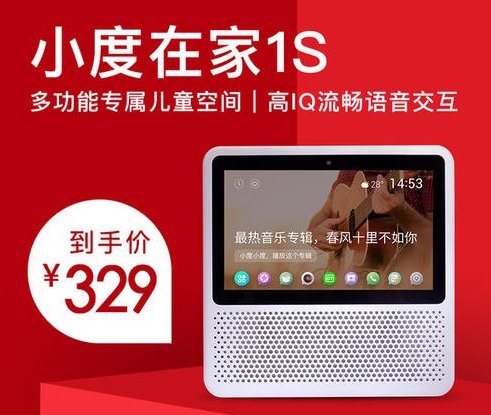 小度在家1S
多功能专属儿童空间｜高IQ流畅语音交互
28° 14:53
最热音乐专辑，春风十里不如你
小度小度，播放这个专辑
到手价
¥329